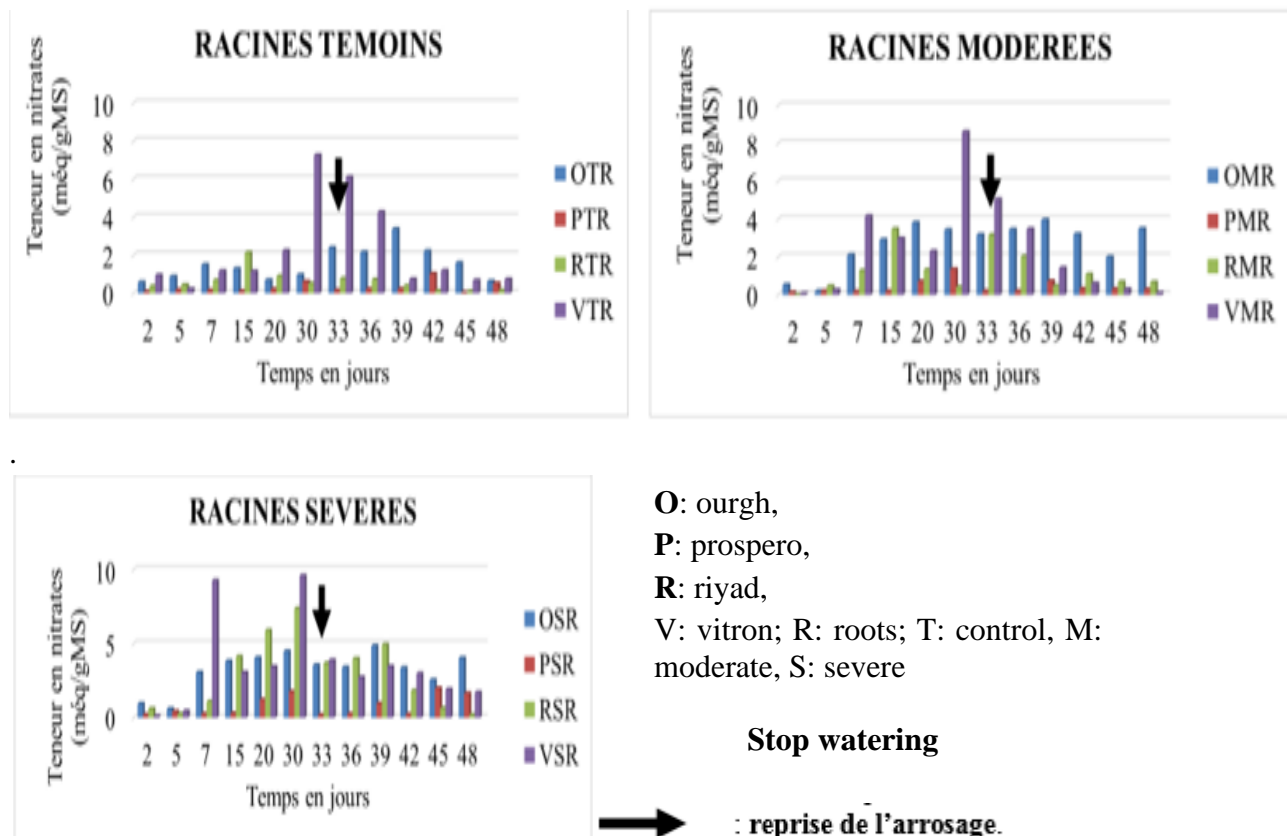 RACINES TEMOINS
Teneur en nitrates
(méq/gMS)
10
8
6
4
2
0
2 5 7 15 20 30 33 36 39 42 45 48
Temps en jours
OTR
PTR
RTR
VTR
RACINES MODEREES
Teneur en nitrates
(méq/gMS)
10
8
6
4
2
0
2 5 7 15 20 30 33 36 39 42 45 48
Temps en jours
OMR
PMR
RMR
VMR
.
RACINES SEVERES
Teneur en nitrates
(méq/gMS)
10
5
0
2 5 7 15 20 30 33 36 39 42 45 48
Temps en jours
OSR
PSR
RSR
VSR
O: ourgh,
P: prospero,
R: riyad,
V: vitron; R: roots; T: control, M:
moderate, S: severe
Stop watering
: reprise de l’arrosage.